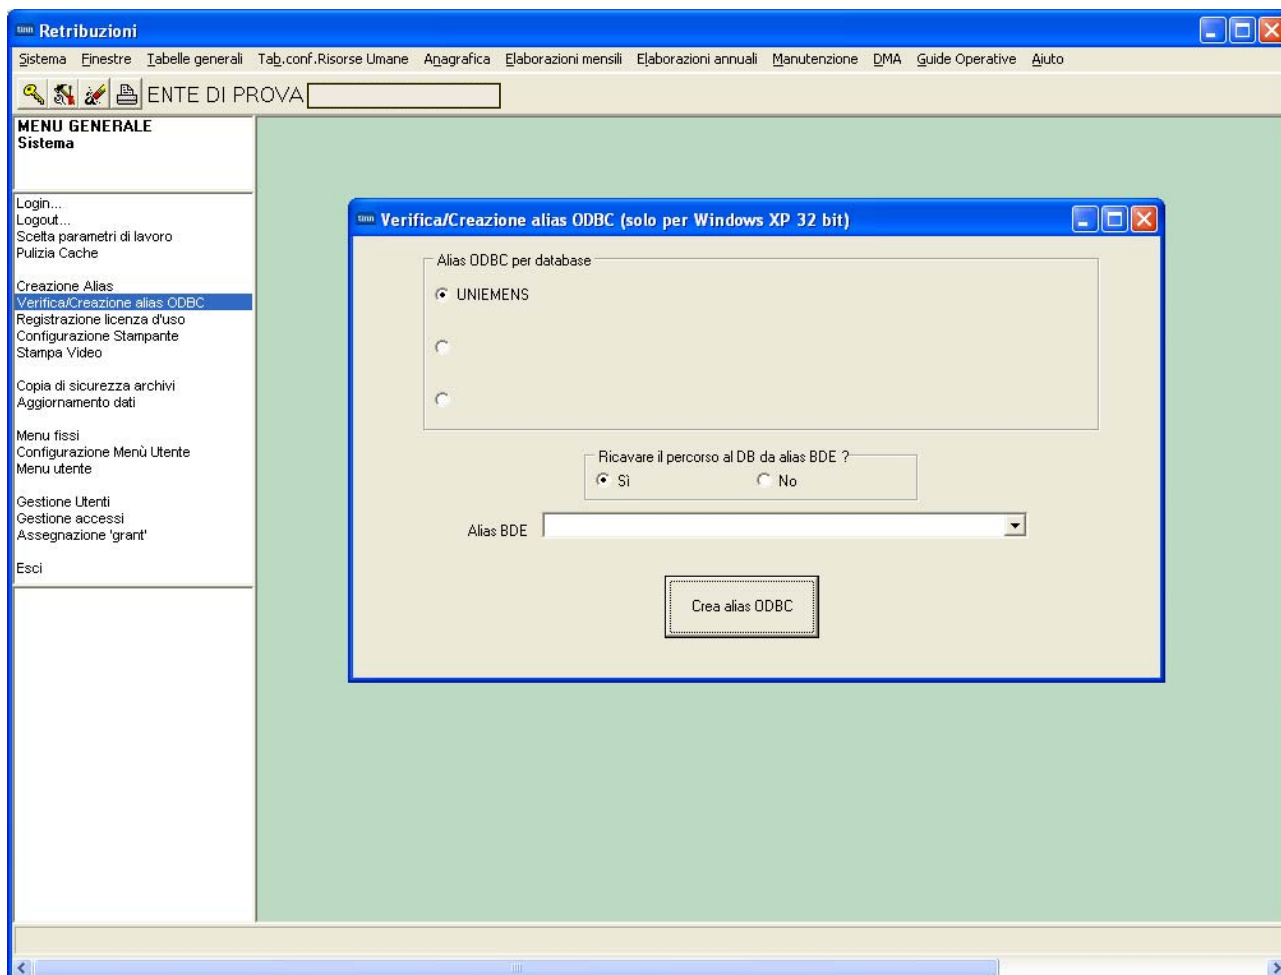 tinn Retribuzioni
Sistema Finestre Tabelle generali Tab.conf.Risorse Umane Anagrafica Elaborazioni mensili Elaborazioni annuali Manutenzione DMA Guide Operative Aiuto
ENTE DI PROVA
MENU GENERALE
Sistema
Login...
Logout...
Scelta parametri di lavoro
Pulizia Cache
Creazione Alias
Verifica/Creazione alias ODBC
Registrazione licenza d'uso
Configurazione Stampante
Stampa Video
Copia di sicurezza archivi
Aggiornamento dati
Menu fissi
Configurazione Menù Utente
Menu utente
Gestione Utenti
Gestione accessi
Assegnazione 'grant'
Esci
tinn Verifica/Creazione alias ODBC (solo per Windows XP 32 bit)
Alias ODBC per database
UNIEMENS
Ricavare il percorso al DB da alias BDE ?
Sì No
Alias BDE
Crea alias ODBC